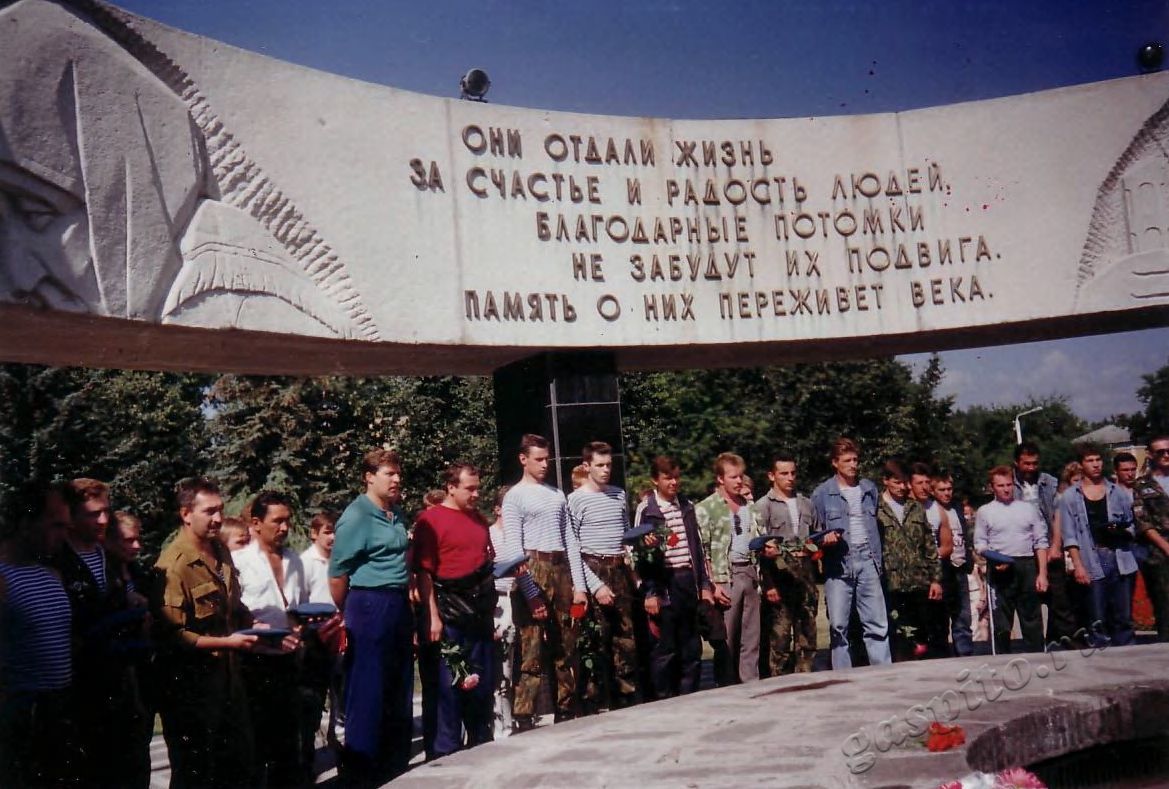 ОНИ ОТДАЛИ ЖИЗНЬ
ЗА СЧАСТЬЕ И РАДОСТЬ ЛЮДЕЙ,
БЛАГОДАРНЫЕ ПОТОМКИ
НЕ ЗАБУДУТ ИХ ПОДВИГА.
ПАМЯТЬ О НИХ ПЕРЕЖИВЕТ ВЕКА.
gaspito.ru